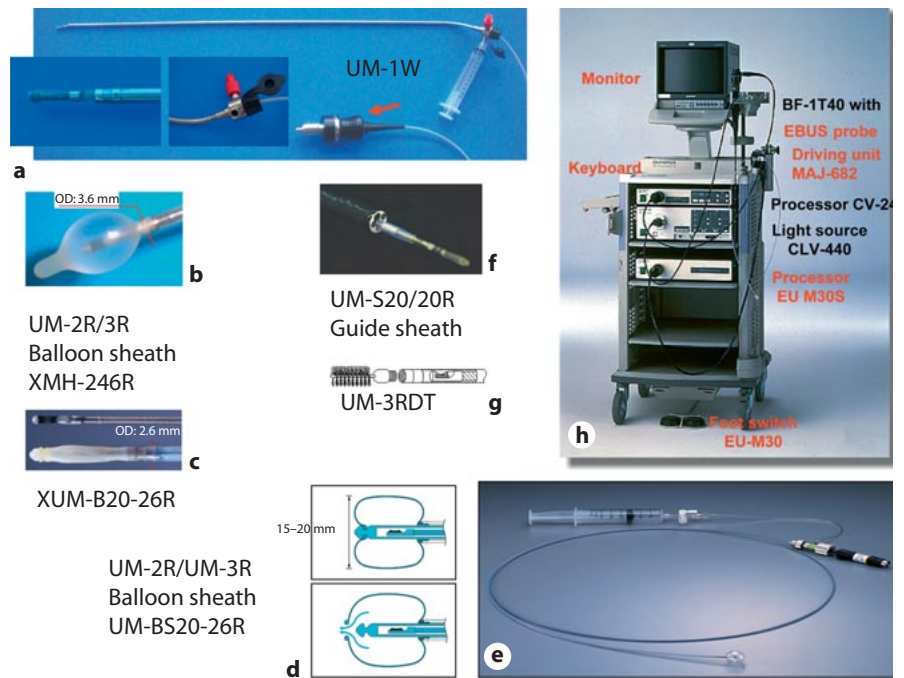 UM-1W
a
OD: 3.6 mm
b
UM-2R/3R
Balloon sheath
XMH-246R
OD: 2.6 mm
c
XUM-B20-26R
f
UM-S20/20R
Guide sheath
UM-3RDT
g
Monitor
BF-1T40 with
EBUS probe
Driving unit
MAJ-682
Keyboard
Processor CV-24
Light source
CLV-440
Processor
EU M30S
Foot switch
EU-M30
h
15–20 mm
UM-2R/UM-3R
Balloon sheath
UM-BS20-26R
d
e